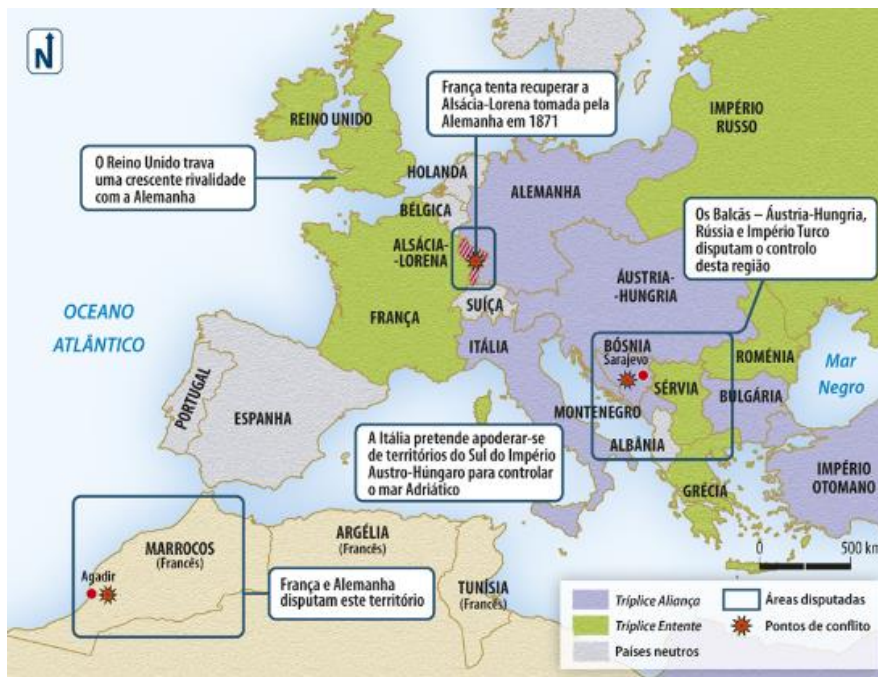 N
REINO UNIDO
França tenta recuperar a
Alsácia-Lorena tomada pela
Alemanha em 1871
IMPÉRIO
RUSSO
O Reino Unido trava
uma crescente rivalidade
com a Alemanha
HOLANDA
ALEMANHA
BÉLGICA
Os Balcãs – Áustria-Hungria,
Rússia e Império Turco
disputam o controlo
desta região
ALSÁCIA-
-LORENA
ÁUSTRIA-
-HUNGRIA
OCEANO
ATLÂNTICO
FRANÇA
SUÍÇA
ITÁLIA
BÓSNIA
Sarajevo
ROMÉNIA
Mar
Negro
SÉRVIA
BULGÁRIA
PORTUGAL
ESPANHA
MONTENEGRO
ALBÂNIA
A Itália pretende apoderar-se
de territórios do Sul do Império
Austro-Húngaro para controlar
o mar Adriático
IMPÉRIO
OTOMANO
GRÉCIA
MARROCOS
(Francês)
ARGÉLIA
(Francês)
0 500 km
Agadir
França e Alemanha
disputam este território
TUNÍSIA
(Francês)
Tríplice Aliança
Tríplice Entente
Países neutros
Áreas disputadas
Pontos de conflito